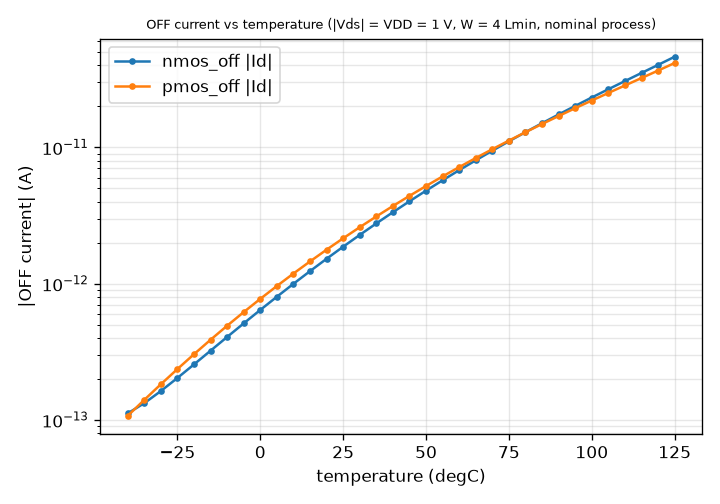 OFF current vs temperature (|Vds| = VDD = 1 V, W = 4 Lmin, nominal process)
nmos_off |Id|
pmos_off |Id|
|OFF current| (A)
10⁻¹¹
10⁻¹²
10⁻¹³
−25 0 25 50 75 100 125
temperature (degC)